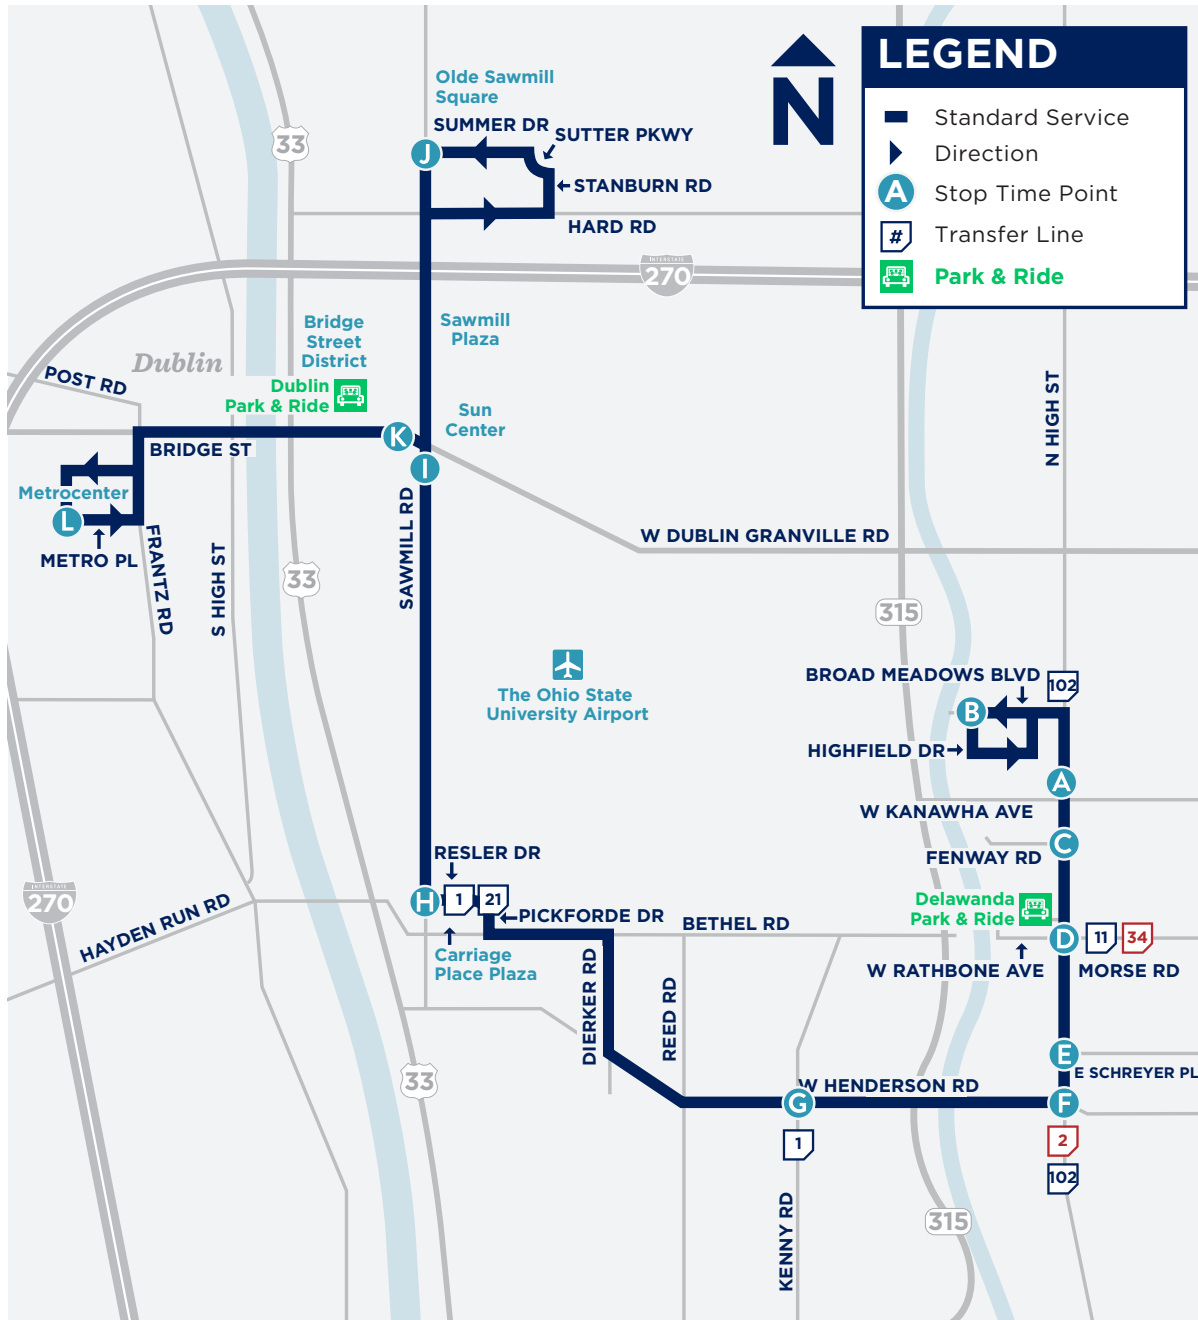 LEGEND
Standard Service
Direction
A
Stop Time Point
#
Transfer Line
Park & Ride
N
Olde Sawmill
Square
SUMMER DR
SUTTER PKWY
33
J
STANBURN RD
HARD RD
INTERSTATE
270
Bridge
Street
District
Sawmill
Plaza
Dublin
POST RD
Dublin
Park & Ride
Sun
Center
N HIGH ST
K
BRIDGE ST
I
Metrocenter
L
METRO PL
FRANTZ RD
S HIGH ST
33
SAWMILL RD
W DUBLIN GRANVILLE RD
315
The Ohio State
University Airport
BROAD MEADOWS BLVD
102
B
HIGHFIELD DR
A
W KANAWHA AVE
C
FENWAY RD
RESLER DR
H
1
21
PICKFORDE DR
Carriage
Place Plaza
BETHEL RD
Delawanda
Park & Ride
D
11
34
W RATHBONE AVE
MORSE RD
INTERSTATE
270
HAYDEN RUN RD
DIERKER RD
REED RD
E
E SCHREYER PL
33
W HENDERSON RD
G
F
1
2
102
KENNY RD
315